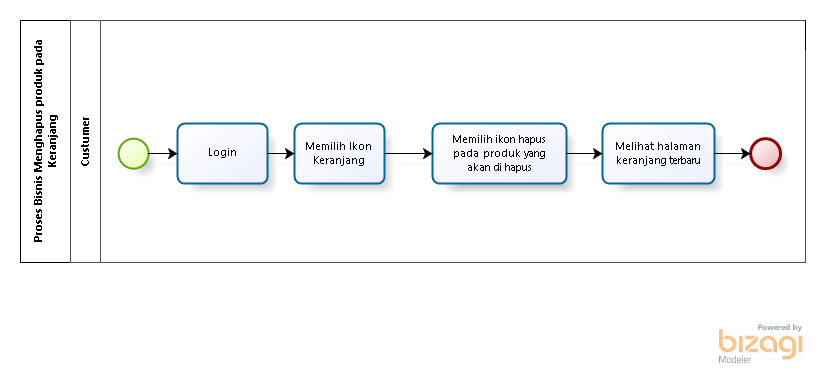 Proses Bisnis Menghapus produk pada
Keranjang
Custumer
Login
Memilih Ikon
Keranjang
Memilih ikon hapus
pada produk yang
akan di hapus
Melihat halaman
keranjang terbaru
Powered by
bizagi
Modeler